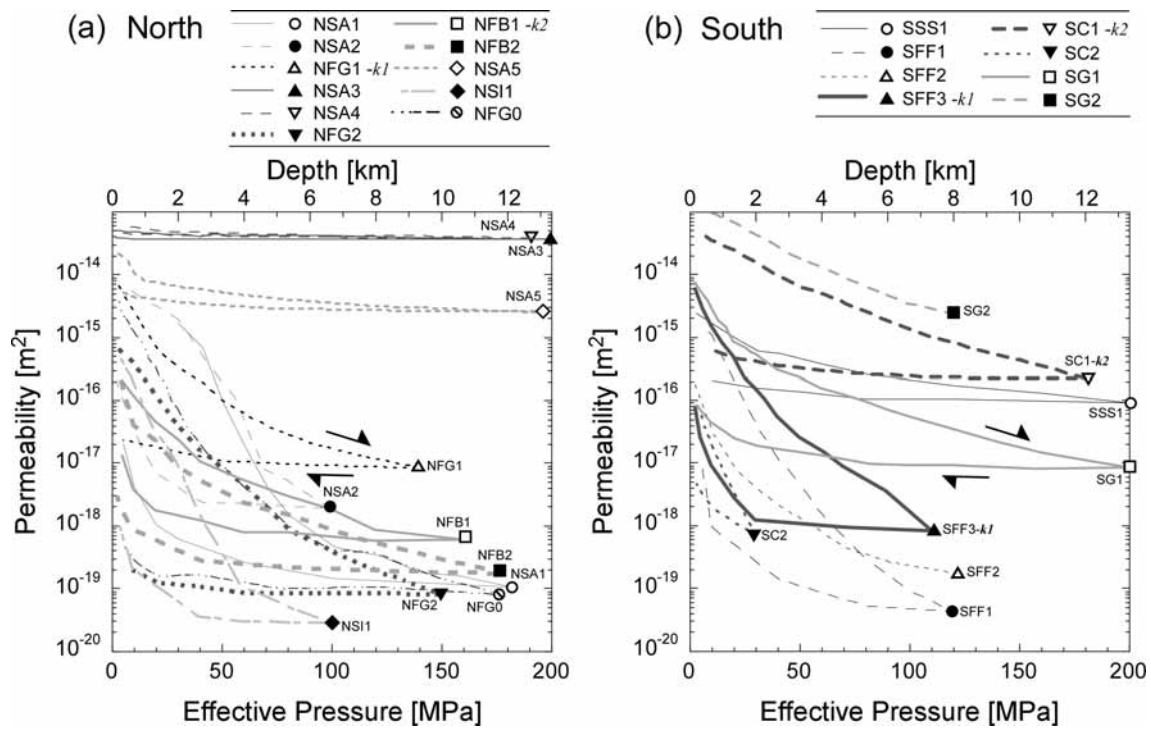 (a) North
NSA1
NSA2
NFG1 -k1
NSA3
NSA4
NFG2
NFB1 -k2
NFB2
NSA5
NSI1
NFG0
Depth [km]
0 2 4 6 8 10 12
NSA4
NSA3
NSA5
NFG1
NSA2
NFB1
NFB2
NSA1
NFG2
NFG0
NSI1
10-14
10-15
10-16
10-17
10-18
10-19
10-20
Permeability [m2]
0 50 100 150 200
Effective Pressure [MPa]
(b) South
SSS1
SFF1
SFF2
SFF3 -k1
SC1 -k2
SC2
SG1
SG2
Depth [km]
0 2 4 6 8 10 12
SG2
SC1-k2
SSS1
SG1
SFF3-k1
SC2
SFF2
SFF1
10-14
10-15
10-16
10-17
10-18
10-19
10-20
Permeability [m2]
0 50 100 150 200
Effective Pressure [MPa]